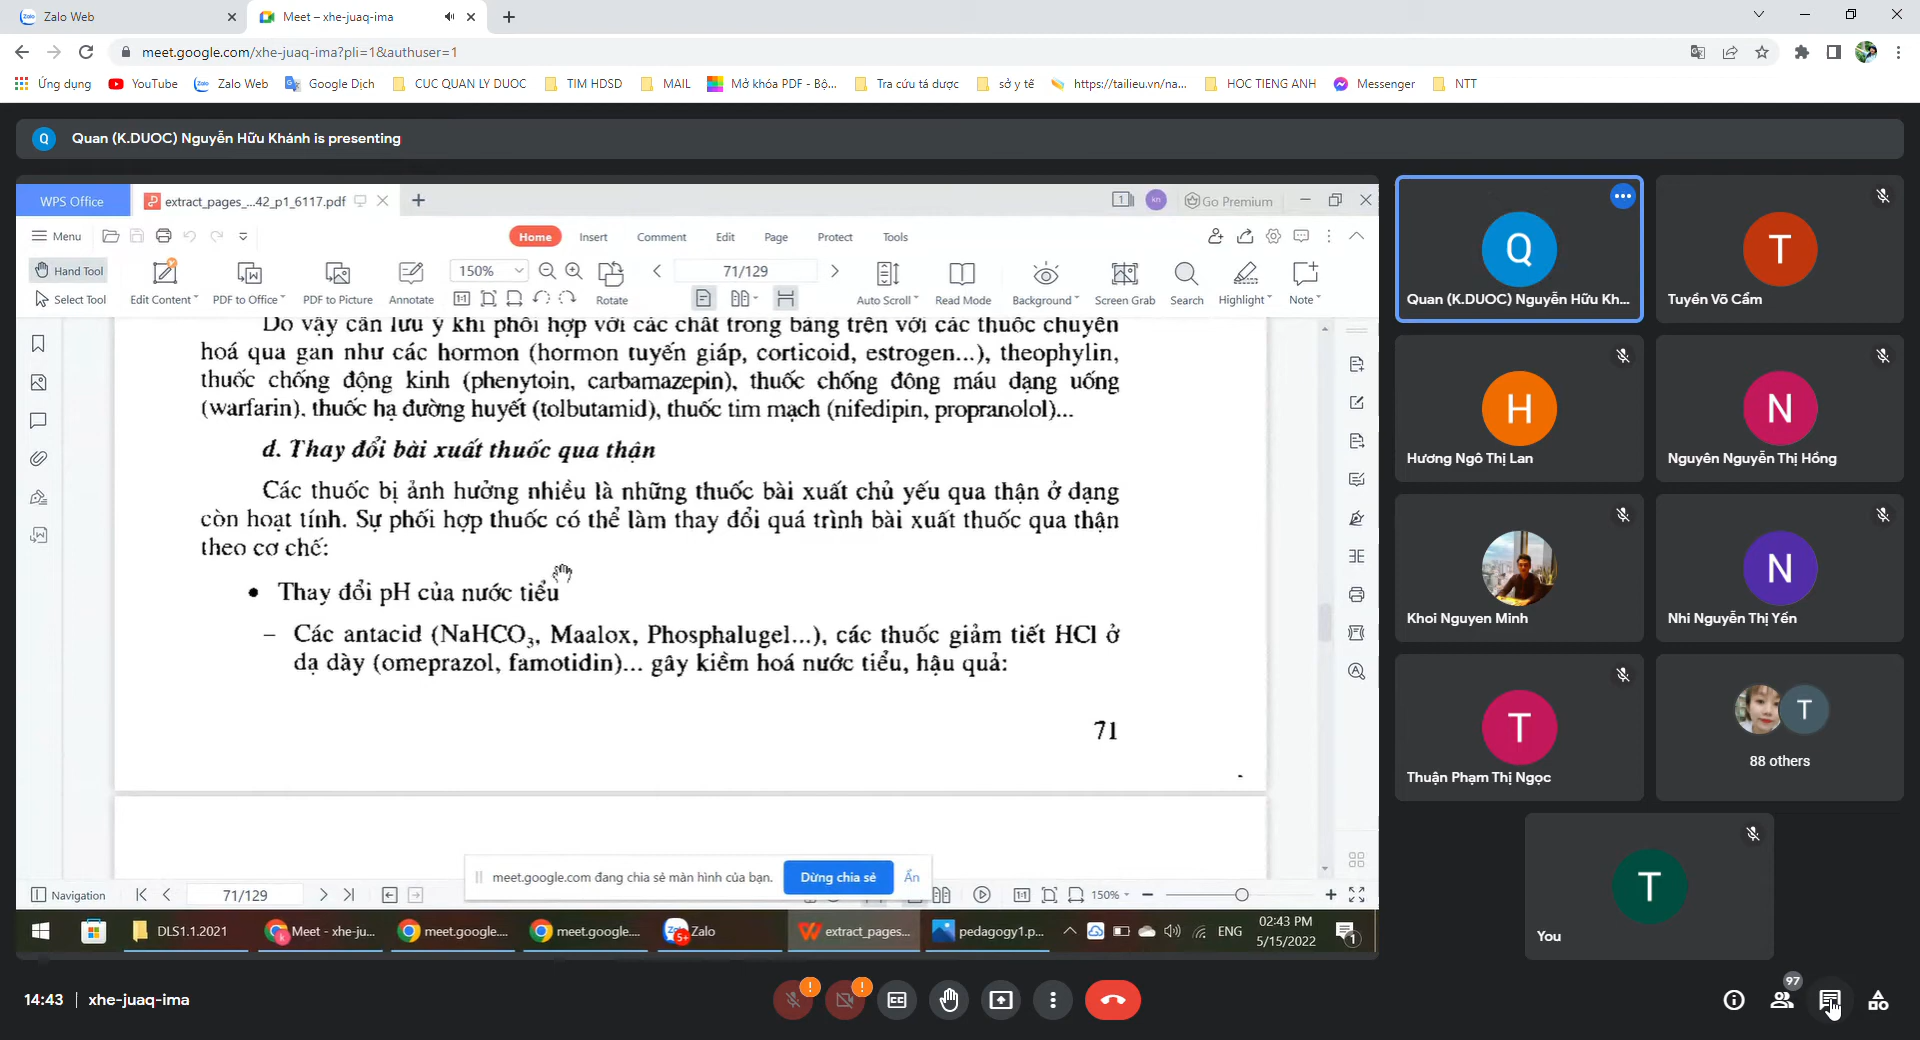 Zalo Web
Meet – xhe-juaq-ima
meet.google.com/xhe-juaq-ima?pli=1&authuser=1
Ứng dụng YouTube Zalo Web Google Dịch CUC QUAN LY DUOC TIM HDSD MAIL Mở khóa PDF - Bộ... Tra cứu tá dược sở y tế https://tailieu.vn/na... HOC TIENG ANH Messenger NTT
Q Quan (K.DUOC) Nguyễn Hữu Khánh is presenting
WPS Office extract_pages_...42_p1_6117.pdf Go Premium
Menu Home Insert Comment Edit Page Protect Tools
Hand Tool
Select Tool
Edit Content PDF to Office PDF to Picture Annotate
150%
Rotate
71/129
Auto Scroll Read Mode Background Screen Grab Search Highlight Note
Do vậy cần lưu ý khi phối hợp với các chất trong bảng trên với các thuốc chuyển
hoá qua gan như các hormon (hormon tuyến giáp, corticoid, estrogen...), theophylin,
thuốc chống động kinh (phenytoin, carbamazepin), thuốc chống đông máu dạng uống
(warfarin), thuốc hạ đường huyết (tolbutamid), thuốc tim mạch (nifedipin, propranolol)...
d. Thay đổi bài xuất thuốc qua thận
Các thuốc bị ảnh hưởng nhiều là những thuốc bài xuất chủ yếu qua thận ở dạng
còn hoạt tính. Sự phối hợp thuốc có thể làm thay đổi quá trình bài xuất thuốc qua thận
theo cơ chế:
• Thay đổi pH của nước tiểu
– Các antacid (NaHCO₃, Maalox, Phosphalugel...), các thuốc giảm tiết HCl ở
dạ dày (omeprazol, famotidin)... gây kiềm hoá nước tiểu, hậu quả:
71
meet.google.com đang chia sẻ màn hình của bạn. Dừng chia sẻ Ẩn
Navigation 71/129 150%
DLS1.1.2021 Meet - xhe-ju... meet.google.... meet.google.... 5+ Zalo extract_pages... pedagogy1.p... ENG
02:43 PM
5/15/2022
1
Q
Quan (K.DUOC) Nguyễn Hữu Kh...
T
Tuyền Võ Cẩm
H
Hương Ngô Thị Lan
N
Nguyên Nguyễn Thị Hồng
Khoi Nguyen Minh
N
Nhi Nguyễn Thị Yến
T
Thuận Phạm Thị Ngọc
T
88 others
T
You
14:43 | xhe-juaq-ima
97